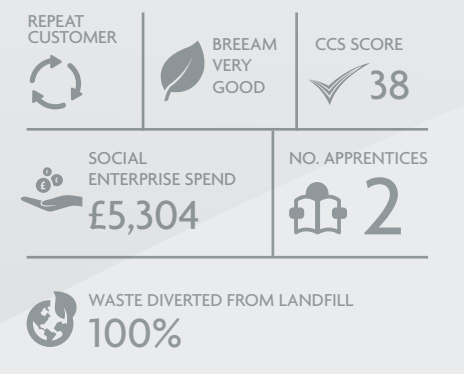 REPEAT
CUSTOMER
BREEAM
VERY
GOOD
CCS SCORE
38
SOCIAL
ENTERPRISE SPEND
£5,304
NO. APPRENTICES
2
WASTE DIVERTED FROM LANDFILL
100%